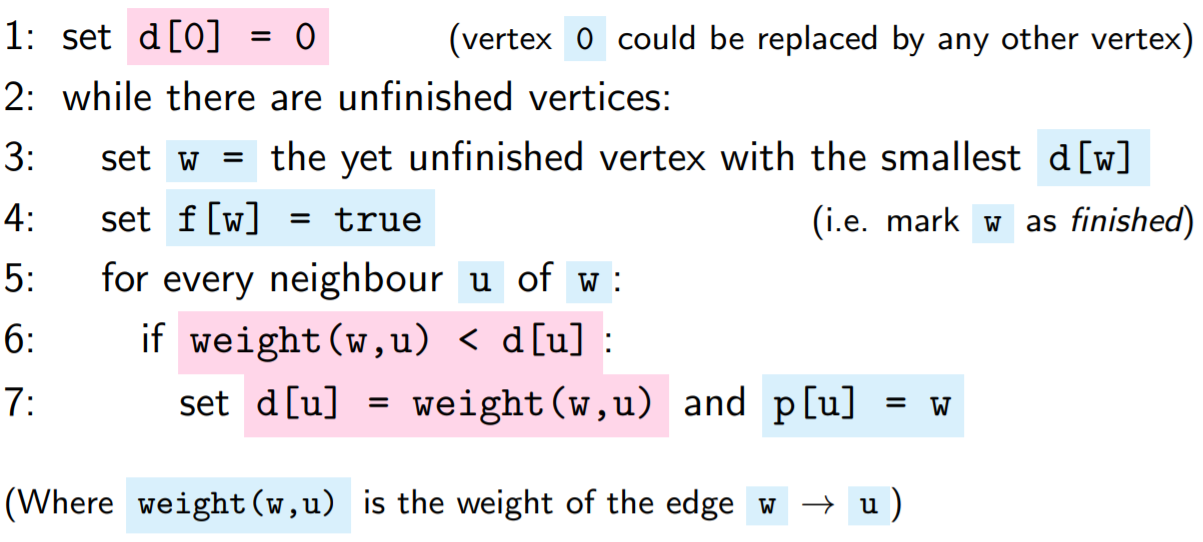 1: set d[0] = 0 (vertex 0 could be replaced by any other vertex)
2: while there are unfinished vertices:
3: set w = the yet unfinished vertex with the smallest d[w]
4: set f[w] = true (i.e. mark w as finished)
5: for every neighbour u of w:
6: if weight(w,u) < d[u]:
7: set d[u] = weight(w,u) and p[u] = w
(Where weight(w,u) is the weight of the edge w → u)